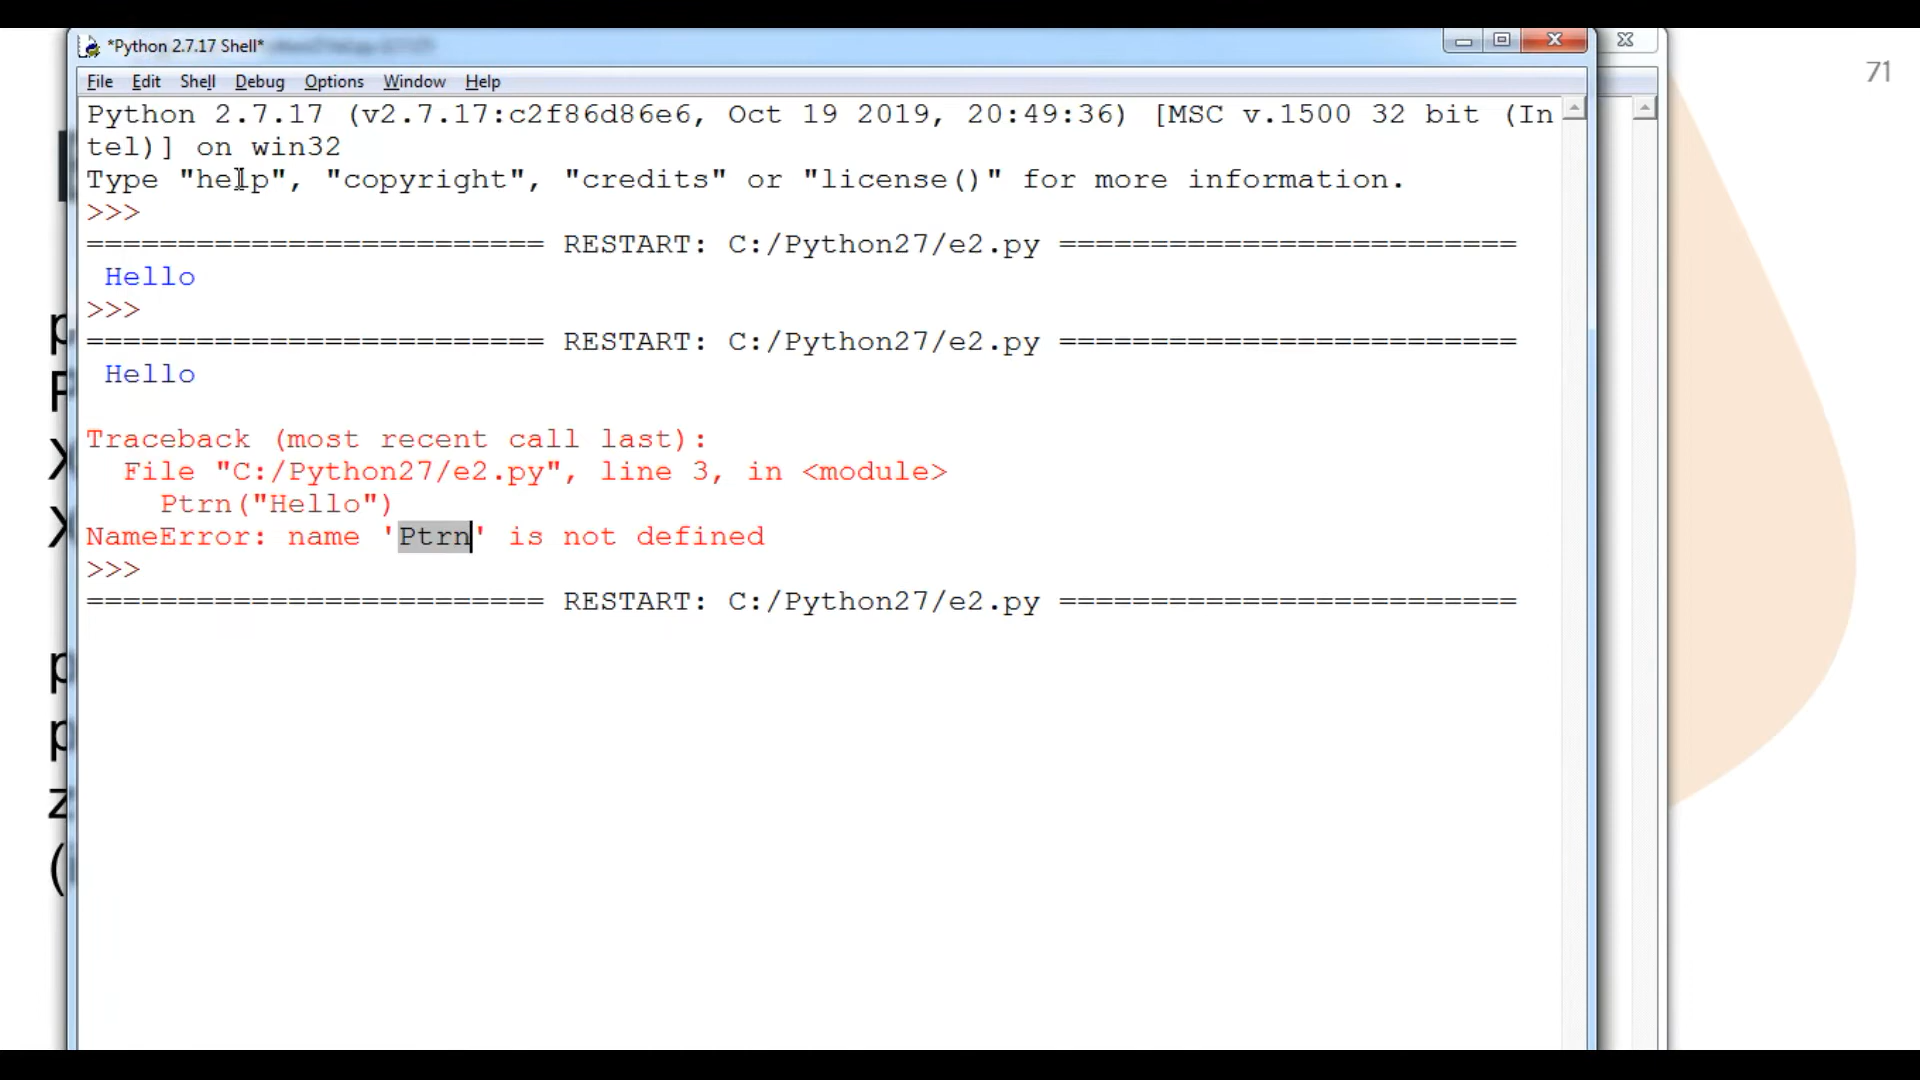 *Python 2.7.17 Shell*
71
File Edit Shell Debug Options Window Help
Python 2.7.17 (v2.7.17:c2f86d86e6, Oct 19 2019, 20:49:36) [MSC v.1500 32 bit (In
tel)] on win32
Type "help", "copyright", "credits" or "license()" for more information.
>>>
========================= RESTART: C:/Python27/e2.py =========================
Hello
>>>
========================= RESTART: C:/Python27/e2.py =========================
Hello
Traceback (most recent call last):
File "C:/Python27/e2.py", line 3, in <module>
Ptrn("Hello")
NameError: name 'Ptrn' is not defined
>>>
========================= RESTART: C:/Python27/e2.py =========================